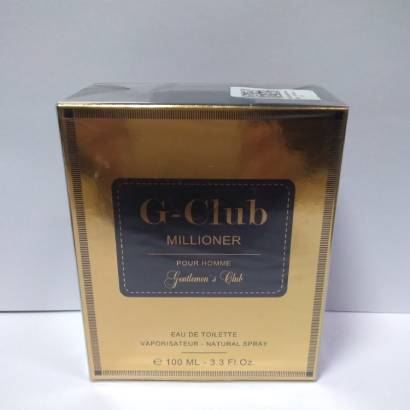 G-Club
MILLIONER
POUR HOMME
Gentlemen's Club
EAU DE TOILETTE
VAPORISATEUR - NATURAL SPRAY
℮ 100 ML - 3.3 Fl.Oz.